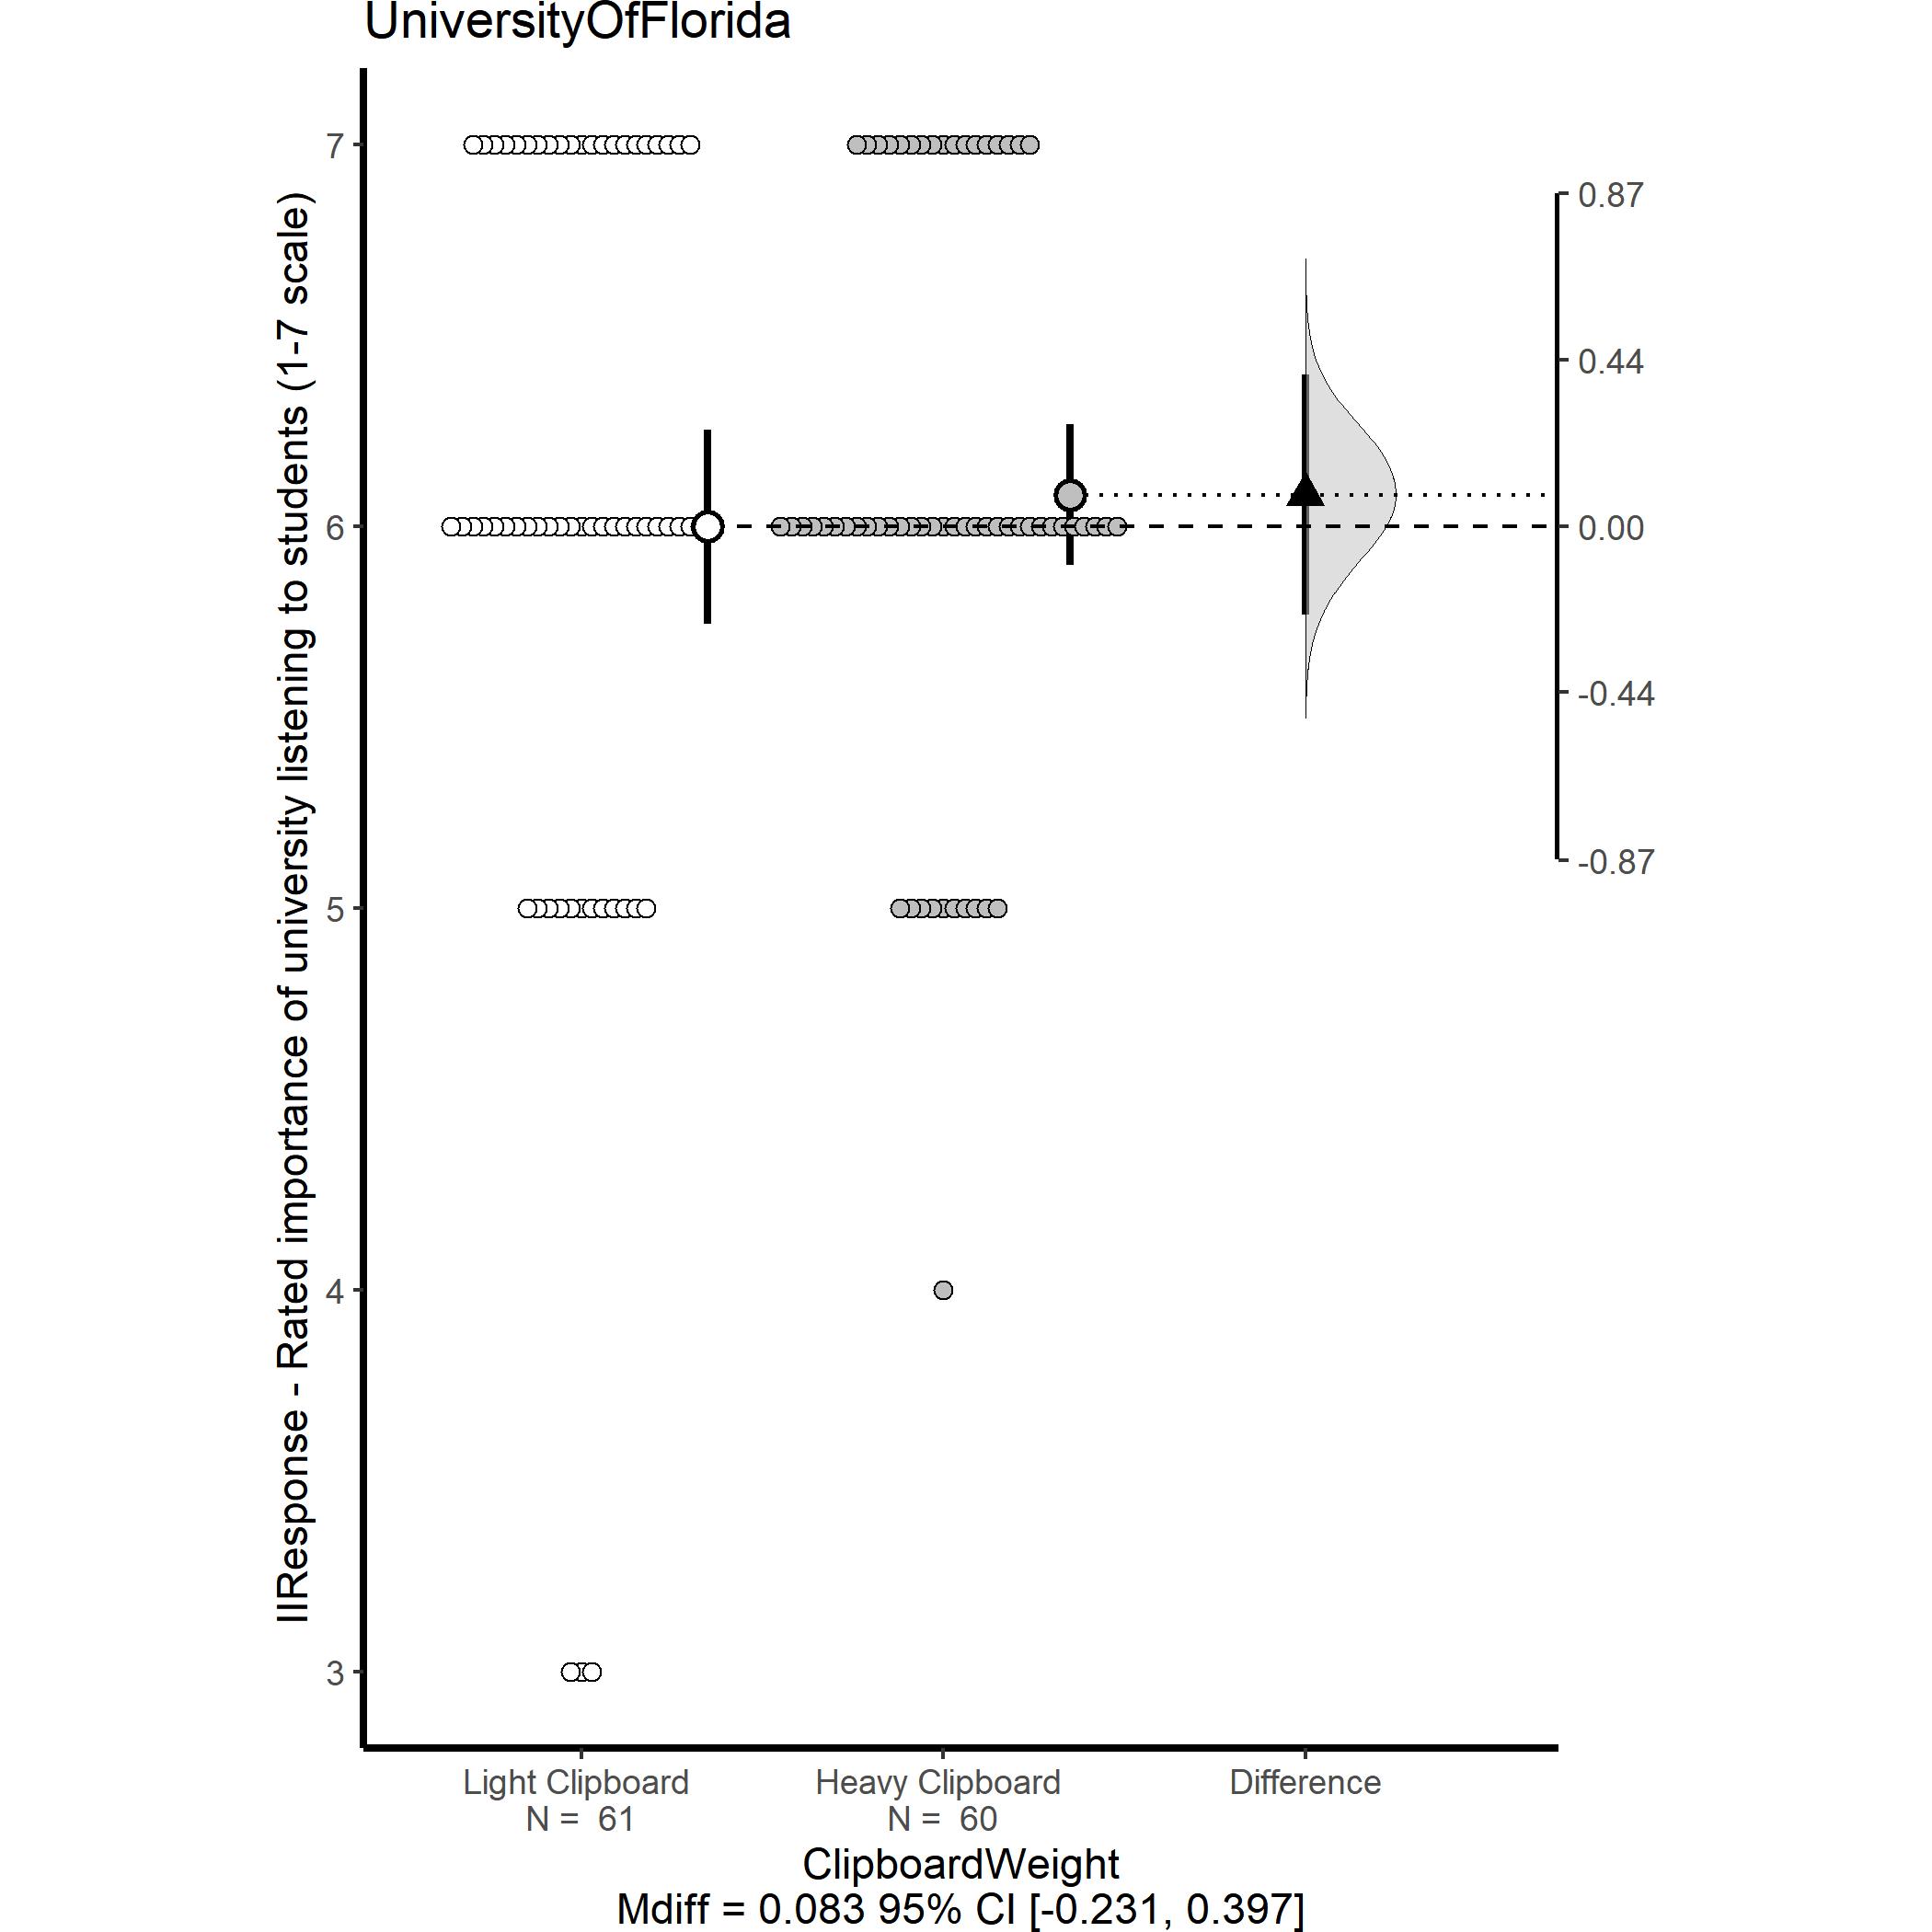 UniversityOfFlorida
IIResponse - Rated importance of university listening to students (1-7 scale)
7
6
5
4
3
0.87
0.44
0.00
-0.44
-0.87
Light Clipboard
N = 61
Heavy Clipboard
N = 60
Difference
ClipboardWeight
Mdiff = 0.083 95% CI [-0.231, 0.397]